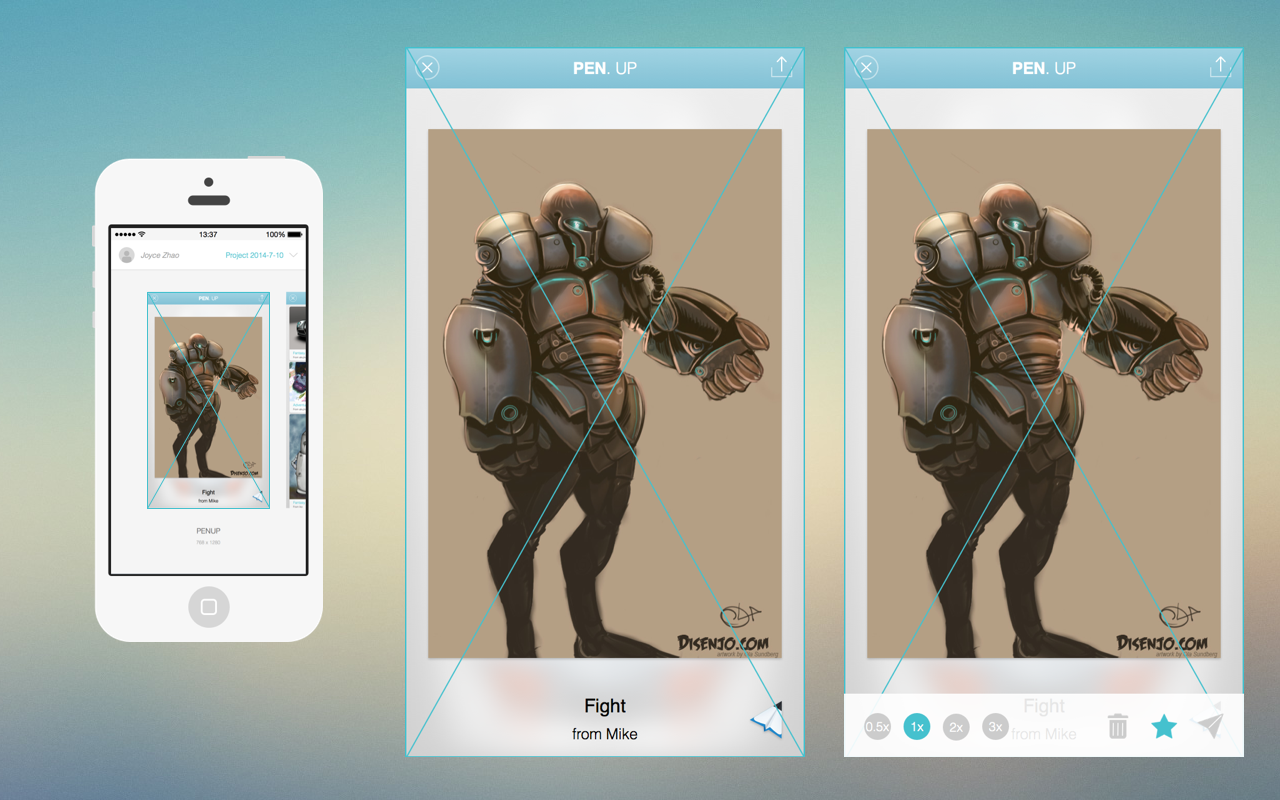 13:37
100%
Joyce Zhao
Project 2014-7-10
PEN. UP
DISENJO.COM
Fight
from Mike
PENUP
768 x 1280
PEN. UP
DISENJO.COM
artwork by Ola Sundberg
Fight
from Mike
PEN. UP
DISENJO.COM
artwork by Ola Sundberg
Fight
from Mike
0.5x
1x
2x
3x